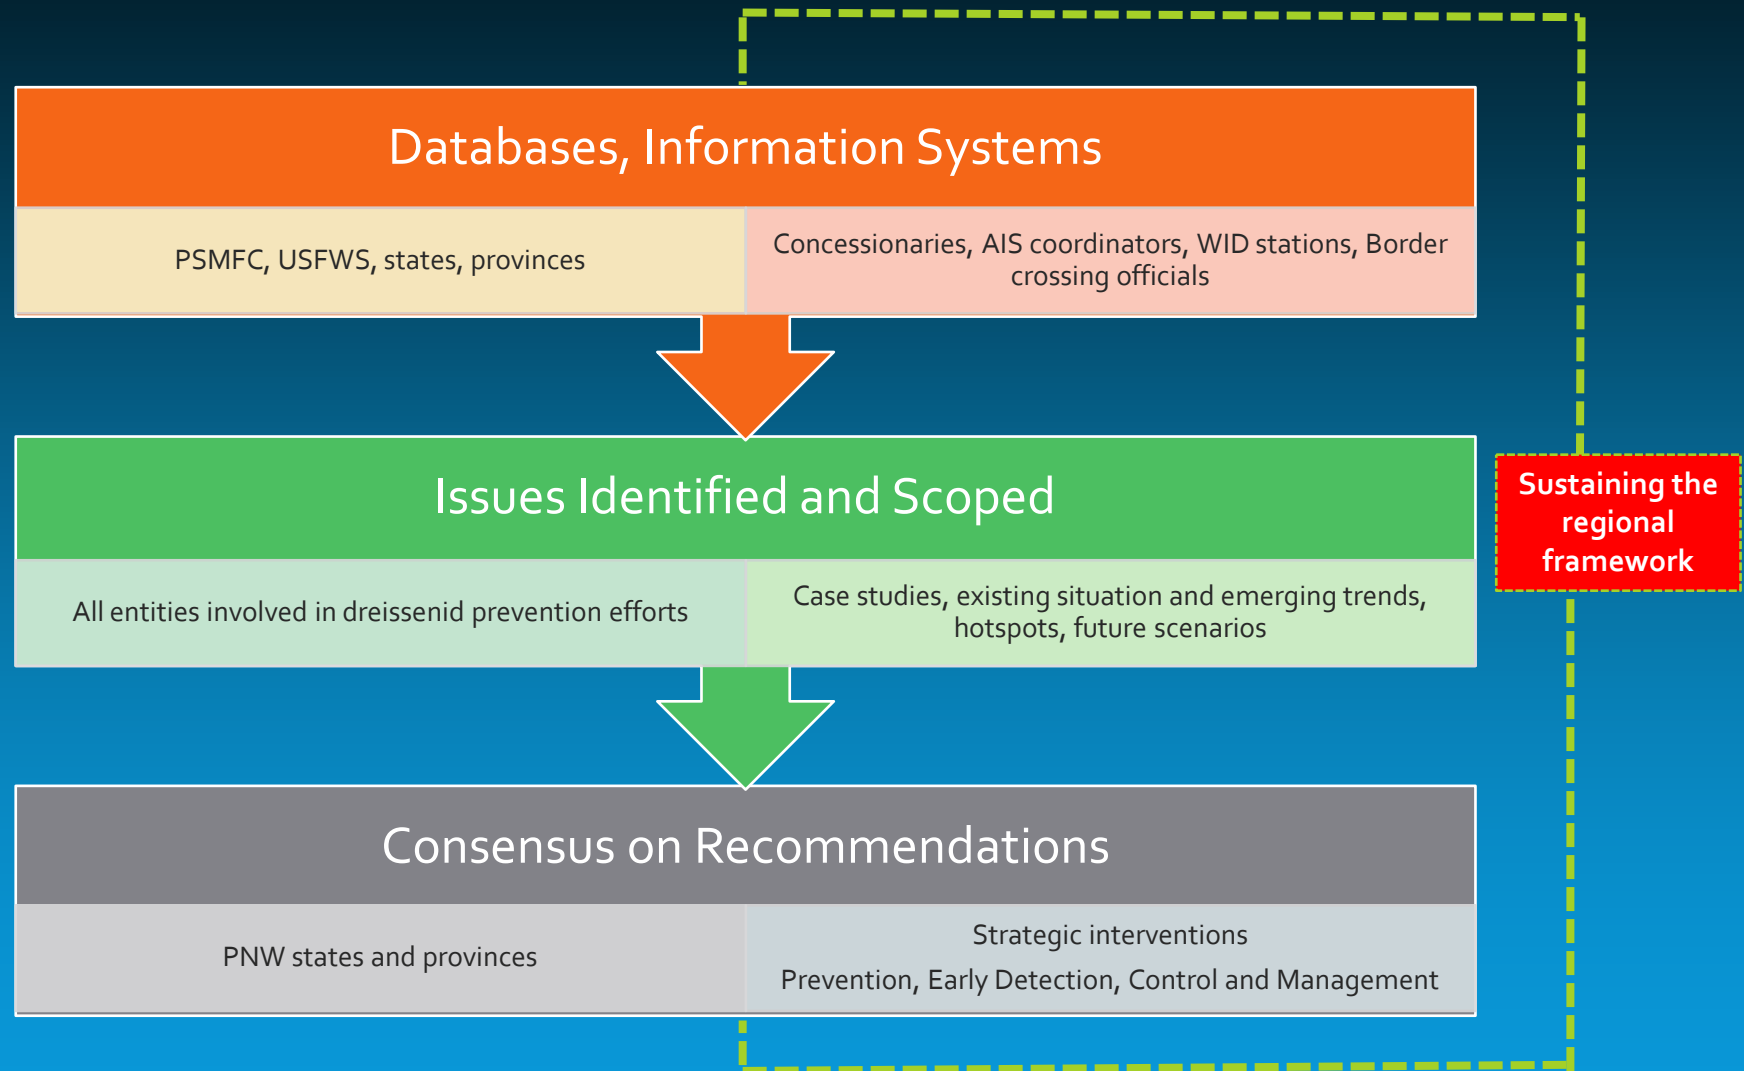 Databases, Information Systems
PSMFC, USFWS, states, provinces
Concessionaries, AIS coordinators, WID stations, Border
crossing officials
Issues Identified and Scoped
All entities involved in dreissenid prevention efforts
Case studies, existing situation and emerging trends,
hotspots, future scenarios
Sustaining the
regional
framework
Consensus on Recommendations
PNW states and provinces
Strategic interventions
Prevention, Early Detection, Control and Management